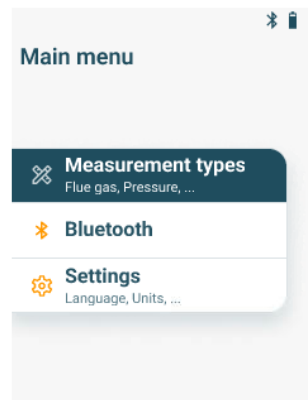 Main menu
Measurement types
Flue gas, Pressure, ...
Bluetooth
Settings
Language, Units, ...